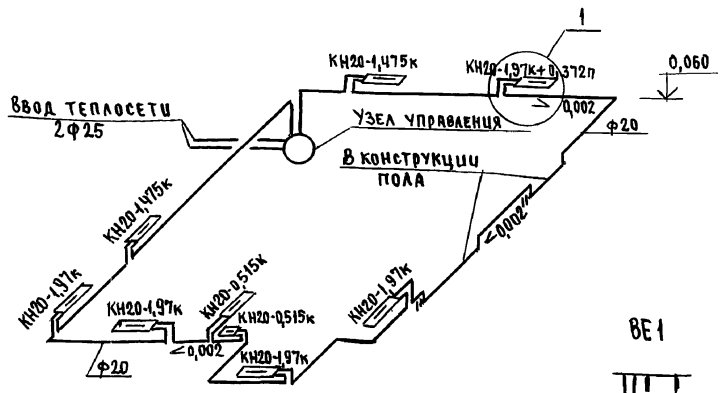 1
КН20-1,475К
КН20-1,97К+0,372П
0,060
0,002
ВВОД ТЕПЛОСЕТИ
2Ф25
УЗЕЛ УПРАВЛЕНИЯ
Ф20
В КОНСТРУКЦИИ
ПОЛА
КН20-1,475К
0,002
КН20-1,97К
КН20-1,97К
КН20-0,515К
КН20-0,515К
КН20-1,97К
0,002
Ф20
КН20-1,97К
ВЕ1